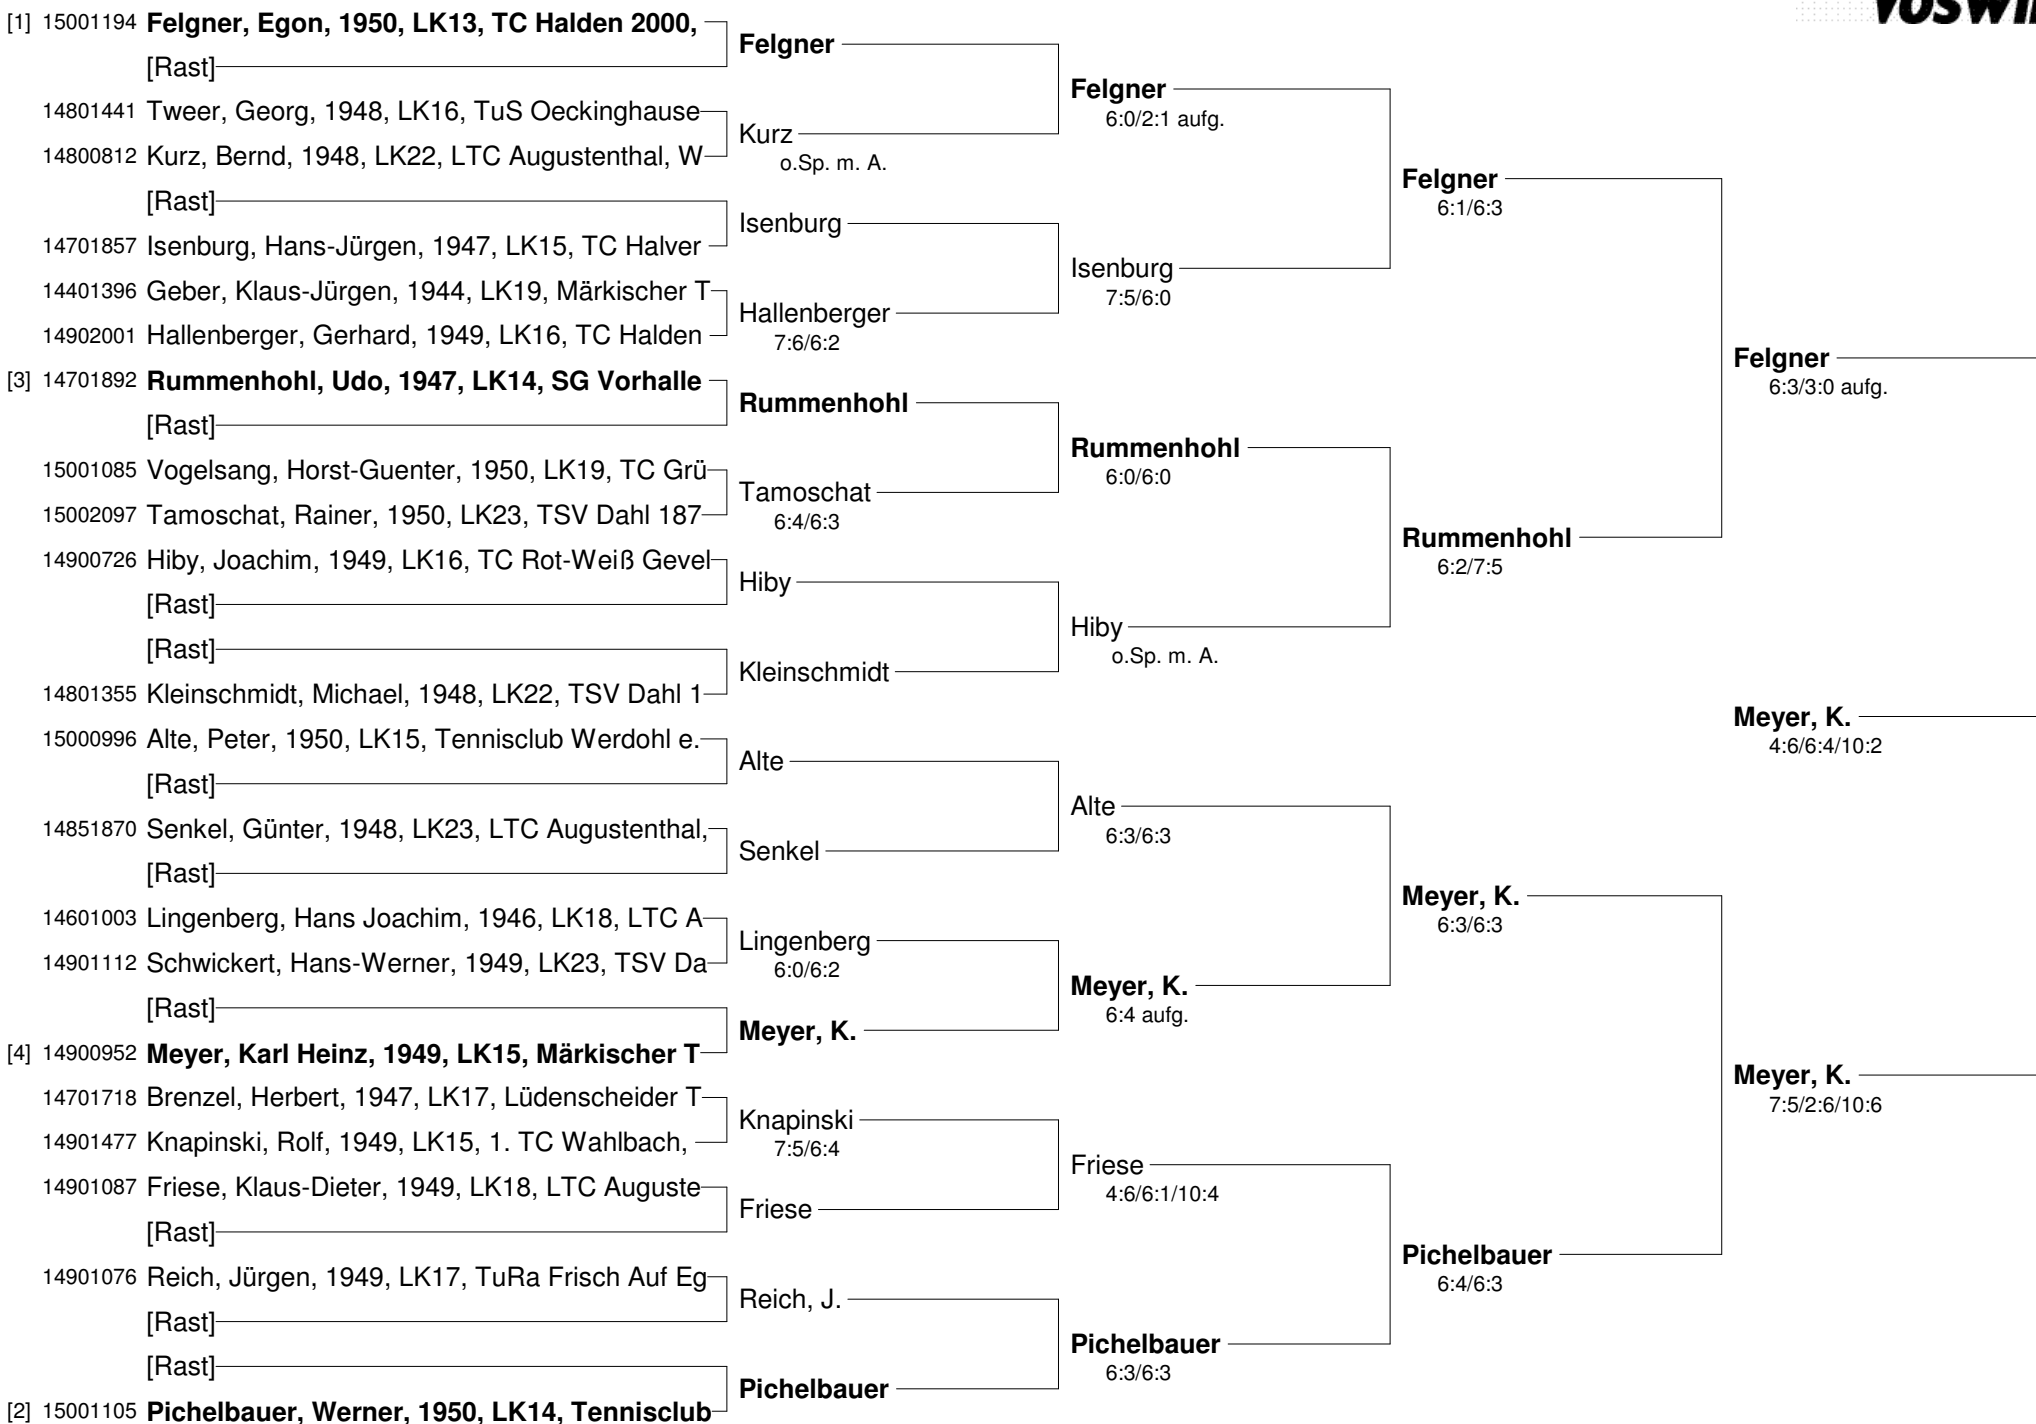 VOSWI
[1] 15001194 Felgner, Egon, 1950, LK13, TC Halden 2000,
[Rast]
14801441 Tweer, Georg, 1948, LK16, TuS Oeckinghause
14800812 Kurz, Bernd, 1948, LK22, LTC Augustenthal, W
[Rast]
14701857 Isenburg, Hans-Jürgen, 1947, LK15, TC Halver
14401396 Geber, Klaus-Jürgen, 1944, LK19, Märkischer T
14902001 Hallenberger, Gerhard, 1949, LK16, TC Halden
[3] 14701892 Rummenhohl, Udo, 1947, LK14, SG Vorhalle
[Rast]
15001085 Vogelsang, Horst-Guenter, 1950, LK19, TC Grü
15002097 Tamoschat, Rainer, 1950, LK23, TSV Dahl 187
14900726 Hiby, Joachim, 1949, LK16, TC Rot-Weiß Gevel
[Rast]
[Rast]
14801355 Kleinschmidt, Michael, 1948, LK22, TSV Dahl 1
15000996 Alte, Peter, 1950, LK15, Tennisclub Werdohl e.
[Rast]
14851870 Senkel, Günter, 1948, LK23, LTC Augustenthal,
[Rast]
14601003 Lingenberg, Hans Joachim, 1946, LK18, LTC A
14901112 Schwickert, Hans-Werner, 1949, LK23, TSV Da
[Rast]
[4] 14900952 Meyer, Karl Heinz, 1949, LK15, Märkischer T
14701718 Brenzel, Herbert, 1947, LK17, Lüdenscheider T
14901477 Knapinski, Rolf, 1949, LK15, 1. TC Wahlbach,
14901087 Friese, Klaus-Dieter, 1949, LK18, LTC Auguste
[Rast]
14901076 Reich, Jürgen, 1949, LK17, TuRa Frisch Auf Eg
[Rast]
[Rast]
[2] 15001105 Pichelbauer, Werner, 1950, LK14, Tennisclub
Felgner
Kurz
o.Sp. m. A.
Isenburg
Hallenberger
7:6/6:2
Rummenhohl
Tamoschat
6:4/6:3
Hiby
Kleinschmidt
Alte
Senkel
Lingenberg
6:0/6:2
Meyer, K.
Knapinski
7:5/6:4
Friese
Reich, J.
Pichelbauer
Felgner
6:0/2:1 aufg.
Isenburg
7:5/6:0
Rummenhohl
6:0/6:0
Hiby
o.Sp. m. A.
Alte
6:3/6:3
Meyer, K.
6:4 aufg.
Friese
4:6/6:1/10:4
Pichelbauer
6:3/6:3
Felgner
6:1/6:3
Rummenhohl
6:2/7:5
Meyer, K.
6:3/6:3
Pichelbauer
6:4/6:3
Felgner
6:3/3:0 aufg.
Meyer, K.
4:6/6:4/10:2
Meyer, K.
7:5/2:6/10:6